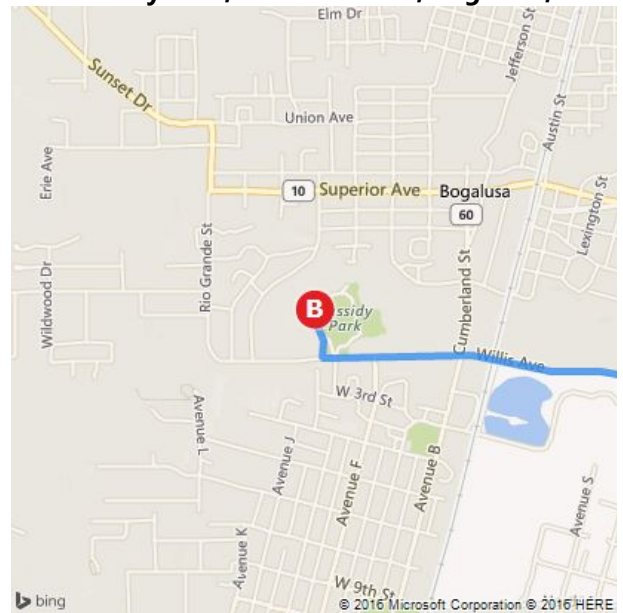 Elm Dr
Jefferson St
Sunset Dr
Austin St
Union Ave
Erie Ave
10 Superior Ave
Bogalusa
60
Lexington St
Rio Grande St
Wildwood Dr
Cumberland St
B
Park
Willis Ave
W 3rd St
Avenue L
Avenue J
Avenue F
Avenue B
Avenue S
Avenue K
W 9th St
bing
© 2016 Microsoft Corporation © 2016 HERE